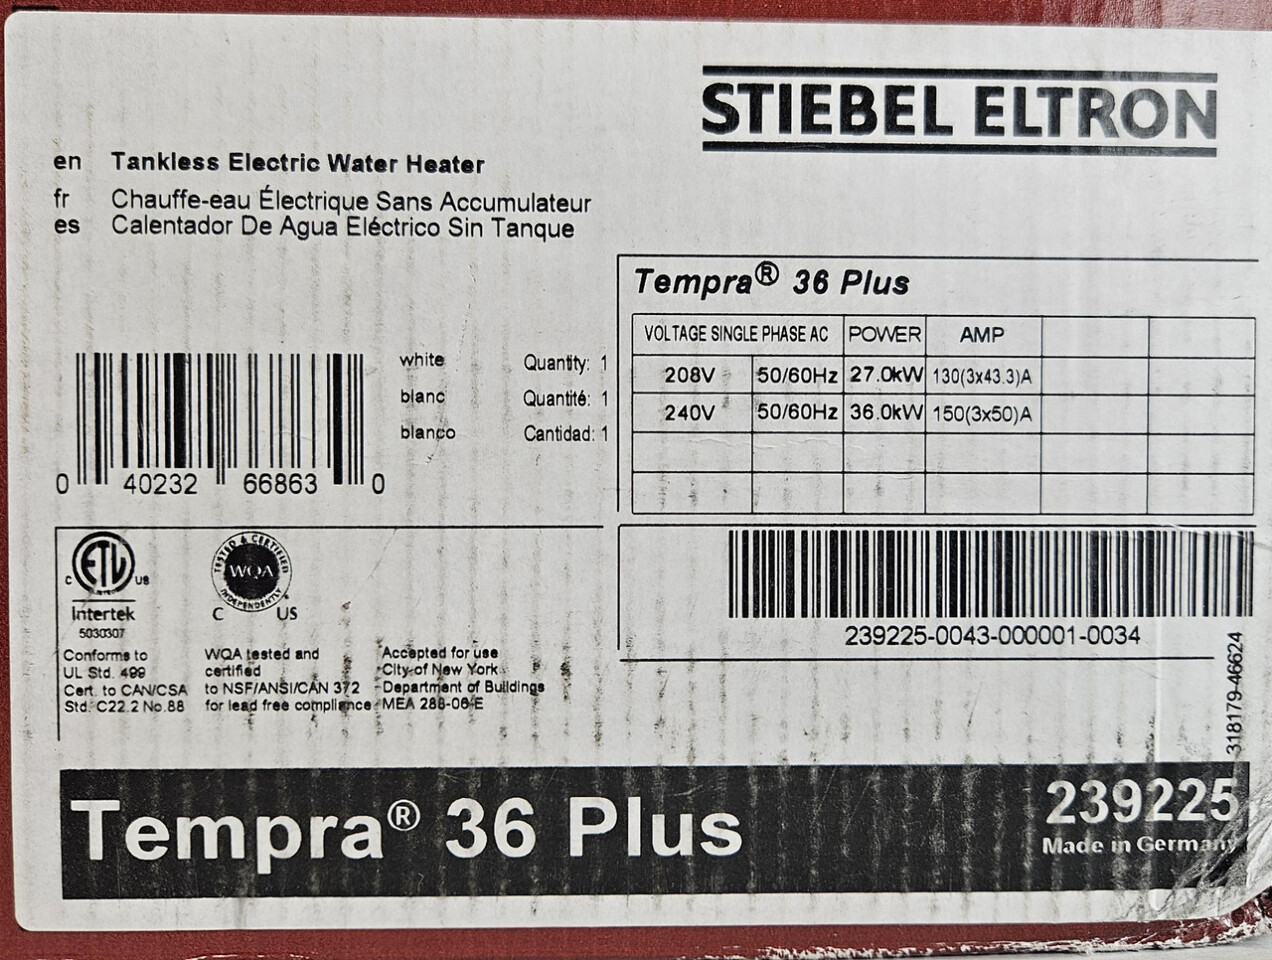 STIEBEL ELTRON
en Tankless Electric Water Heater
fr Chauffe-eau Électrique Sans Accumulateur
es Calentador De Agua Eléctrico Sin Tanque
Tempra® 36 Plus
VOLTAGE SINGLE PHASE AC POWER AMP
208V 50/60Hz 27.0kW 130(3x43.3)A
240V 50/60Hz 36.0kW 150(3x50)A
white Quantity: 1
blanc Quantité: 1
blanco Cantidad: 1
0 40232 66863 0
ETL
C US
Intertek
5030307
Conforms to
UL Std. 499
Cert. to CAN/CSA
Std. C22.2 No.88
TESTED & CERTIFIED
WQA
INDEPENDENTLY
C US
WQA tested and
certified
to NSF/ANSI/CAN 372
for lead free compliance
Accepted for use
City of New York
Department of Buildings
MEA 288-06-E
239225-0043-000001-0034
318179-46624
Tempra® 36 Plus
239225
Made in Germany